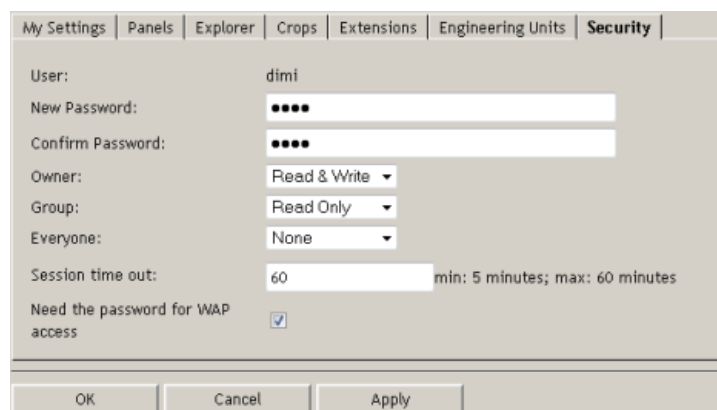 My Settings Panels Explorer Crops Extensions Engineering Units Security
User: dimi
New Password: ••••
Confirm Password: ••••
Owner: Read & Write
Group: Read Only
Everyone: None
Session time out: 60 min: 5 minutes; max: 60 minutes
Need the password for WAP
access
OK Cancel Apply